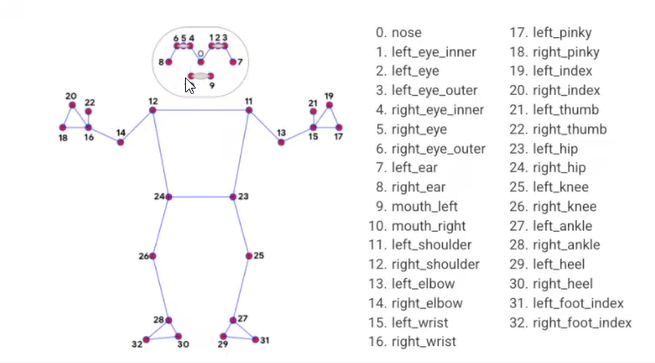 6 5 4 1 2 3
0
8 7
9
20 22 21 19
12 11
18 16 14 13 15 17
24 23
26 25
28 27
32 30 29 31
0. nose
1. left_eye_inner
2. left_eye
3. left_eye_outer
4. right_eye_inner
5. right_eye
6. right_eye_outer
7. left_ear
8. right_ear
9. mouth_left
10. mouth_right
11. left_shoulder
12. right_shoulder
13. left_elbow
14. right_elbow
15. left_wrist
16. right_wrist
17. left_pinky
18. right_pinky
19. left_index
20. right_index
21. left_thumb
22. right_thumb
23. left_hip
24. right_hip
25. left_knee
26. right_knee
27. left_ankle
28. right_ankle
29. left_heel
30. right_heel
31. left_foot_index
32. right_foot_index